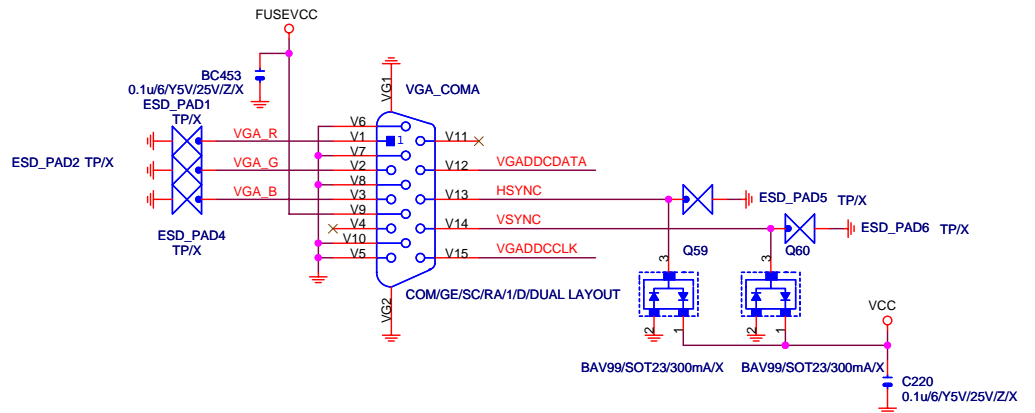 FUSEVCC
BC453
0.1u/6/Y5V/25V/Z/X
ESD_PAD1
TP/X
VG1
VGA_COMA
V6
VGA_R
V1
1
V11
V7
ESD_PAD2 TP/X
VGA_G
V2
V12
VGADDCDATA
V8
VGA_B
V3
V13
HSYNC
ESD_PAD5
TP/X
V9
V4
V14
VSYNC
ESD_PAD6
TP/X
ESD_PAD4
TP/X
V10
V5
V15
VGADDCCLK
Q59
Q60
3
3
VG2
COM/GE/SC/RA/1/D/DUAL LAYOUT
VCC
2
1
2
1
BAV99/SOT23/300mA/X
BAV99/SOT23/300mA/X
C220
0.1u/6/Y5V/25V/Z/X